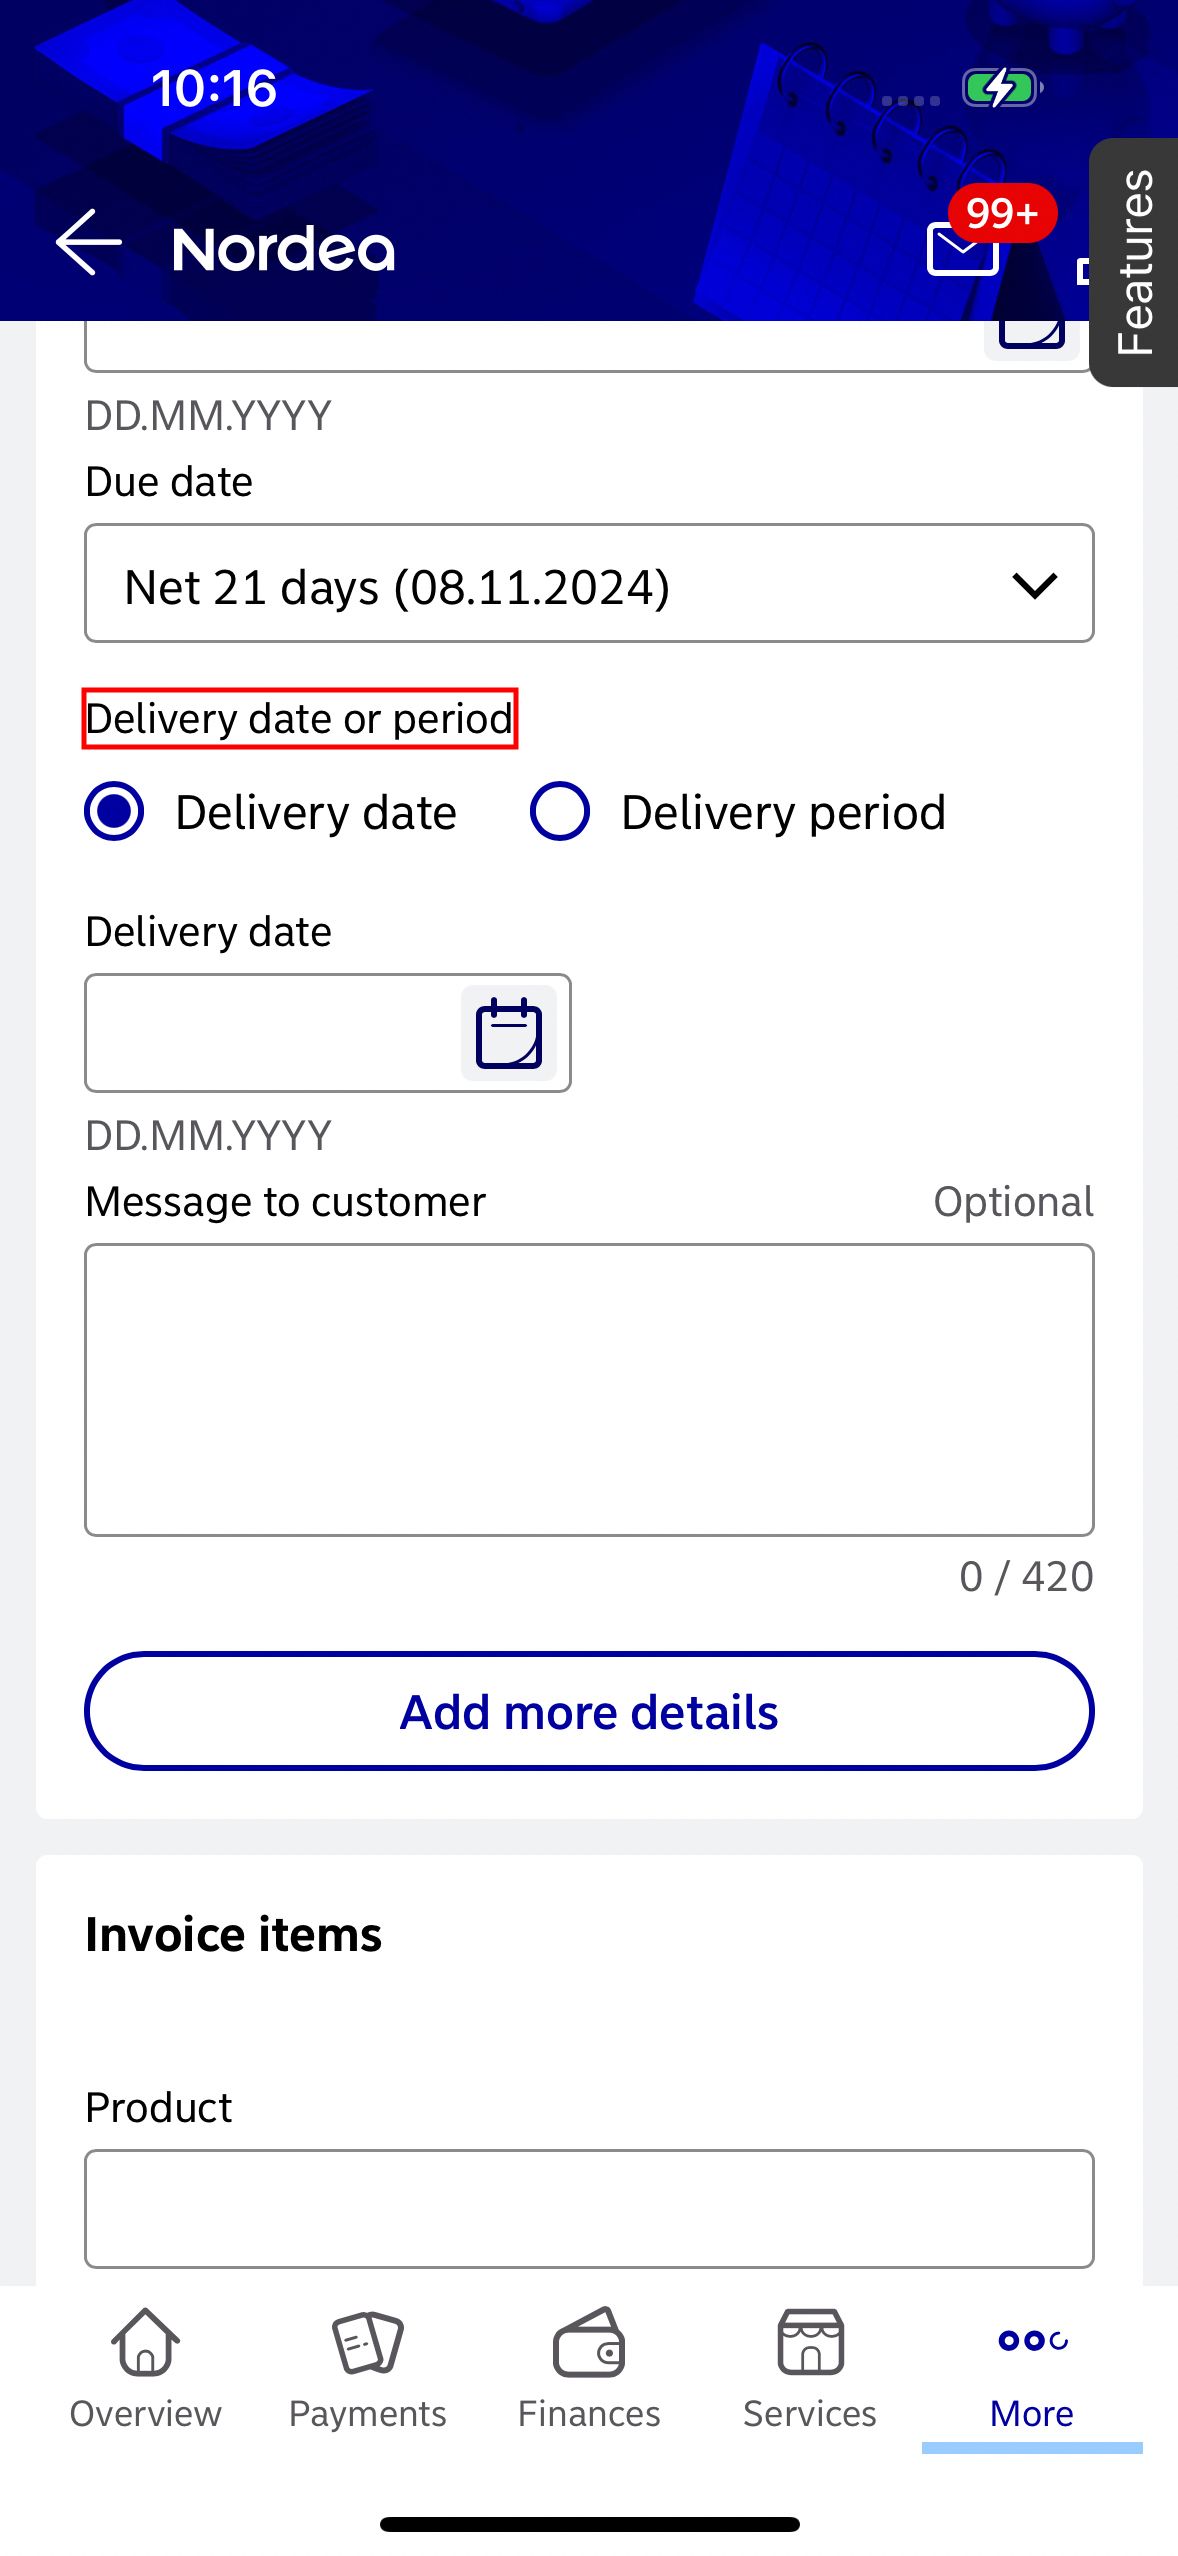 10:16
Nordea
99+
Features
DD.MM.YYYY
Due date
Net 21 days (08.11.2024)
Delivery date or period
Delivery date
Delivery period
Delivery date
DD.MM.YYYY
Message to customer
Optional
0 / 420
Add more details
Invoice items
Product
Overview
Payments
Finances
Services
More